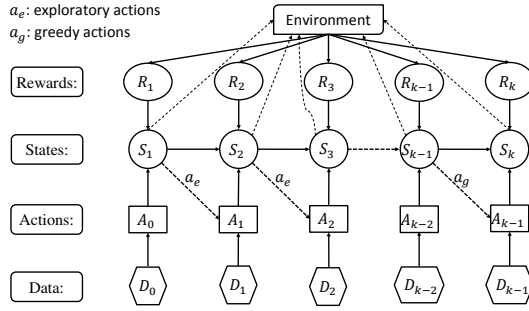 a_e: exploratory actions
a_g: greedy actions
Environment
Rewards: R_1 R_2 R_3 R_{k-1} R_k
States: S_1 S_2 S_3 S_{k-1} S_k
a_e a_e a_g
Actions: A_0 A_1 A_2 A_{k-2} A_{k-1}
Data: D_0 D_1 D_2 D_{k-2} D_{k-1}